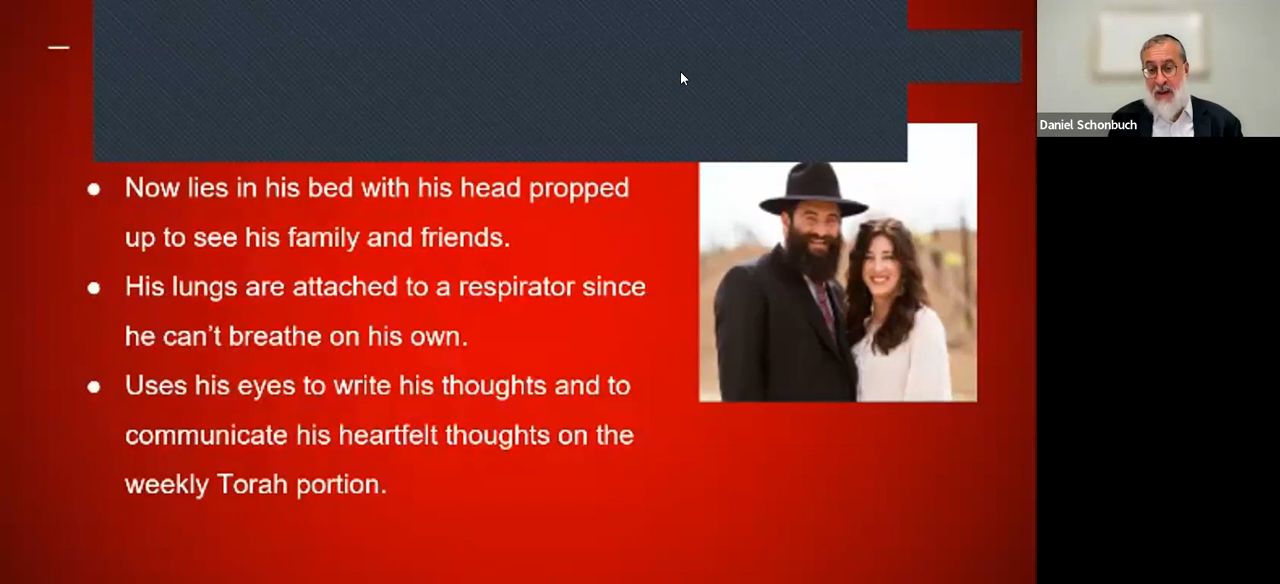 ● Now lies in his bed with his head propped
up to see his family and friends.
● His lungs are attached to a respirator since
he can’t breathe on his own.
● Uses his eyes to write his thoughts and to
communicate his heartfelt thoughts on the
weekly Torah portion.
Daniel Schonbuch